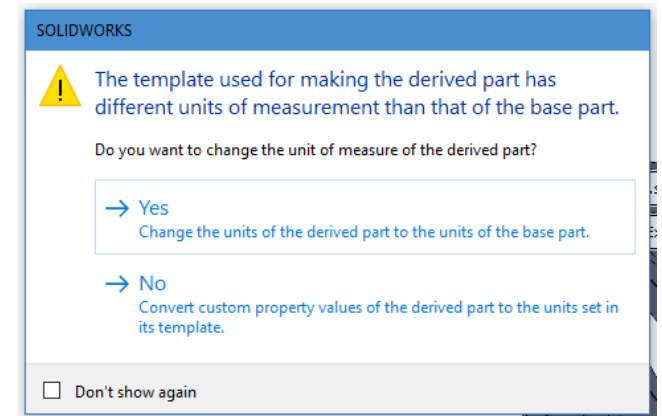 SOLIDWORKS
The template used for making the derived part has
different units of measurement than that of the base part.
Do you want to change the unit of measure of the derived part?
Yes
Change the units of the derived part to the units of the base part.
No
Convert custom property values of the derived part to the units set in
its template.
Don't show again